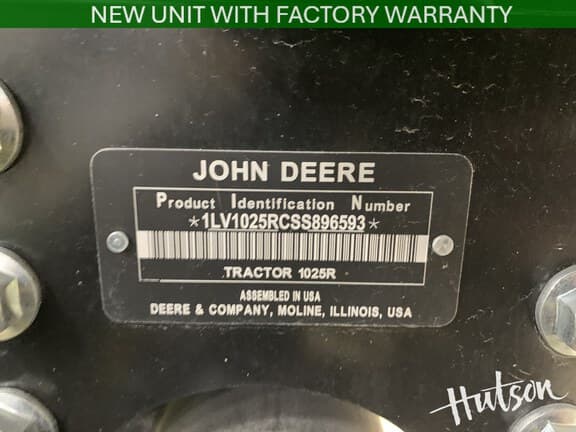 NEW UNIT WITH FACTORY WARRANTY
JOHN DEERE
Product Identification Number
*1LV1025RCSS896593*
TRACTOR 1025R
ASSEMBLED IN USA
DEERE & COMPANY, MOLINE, ILLINOIS, USA
Hutson